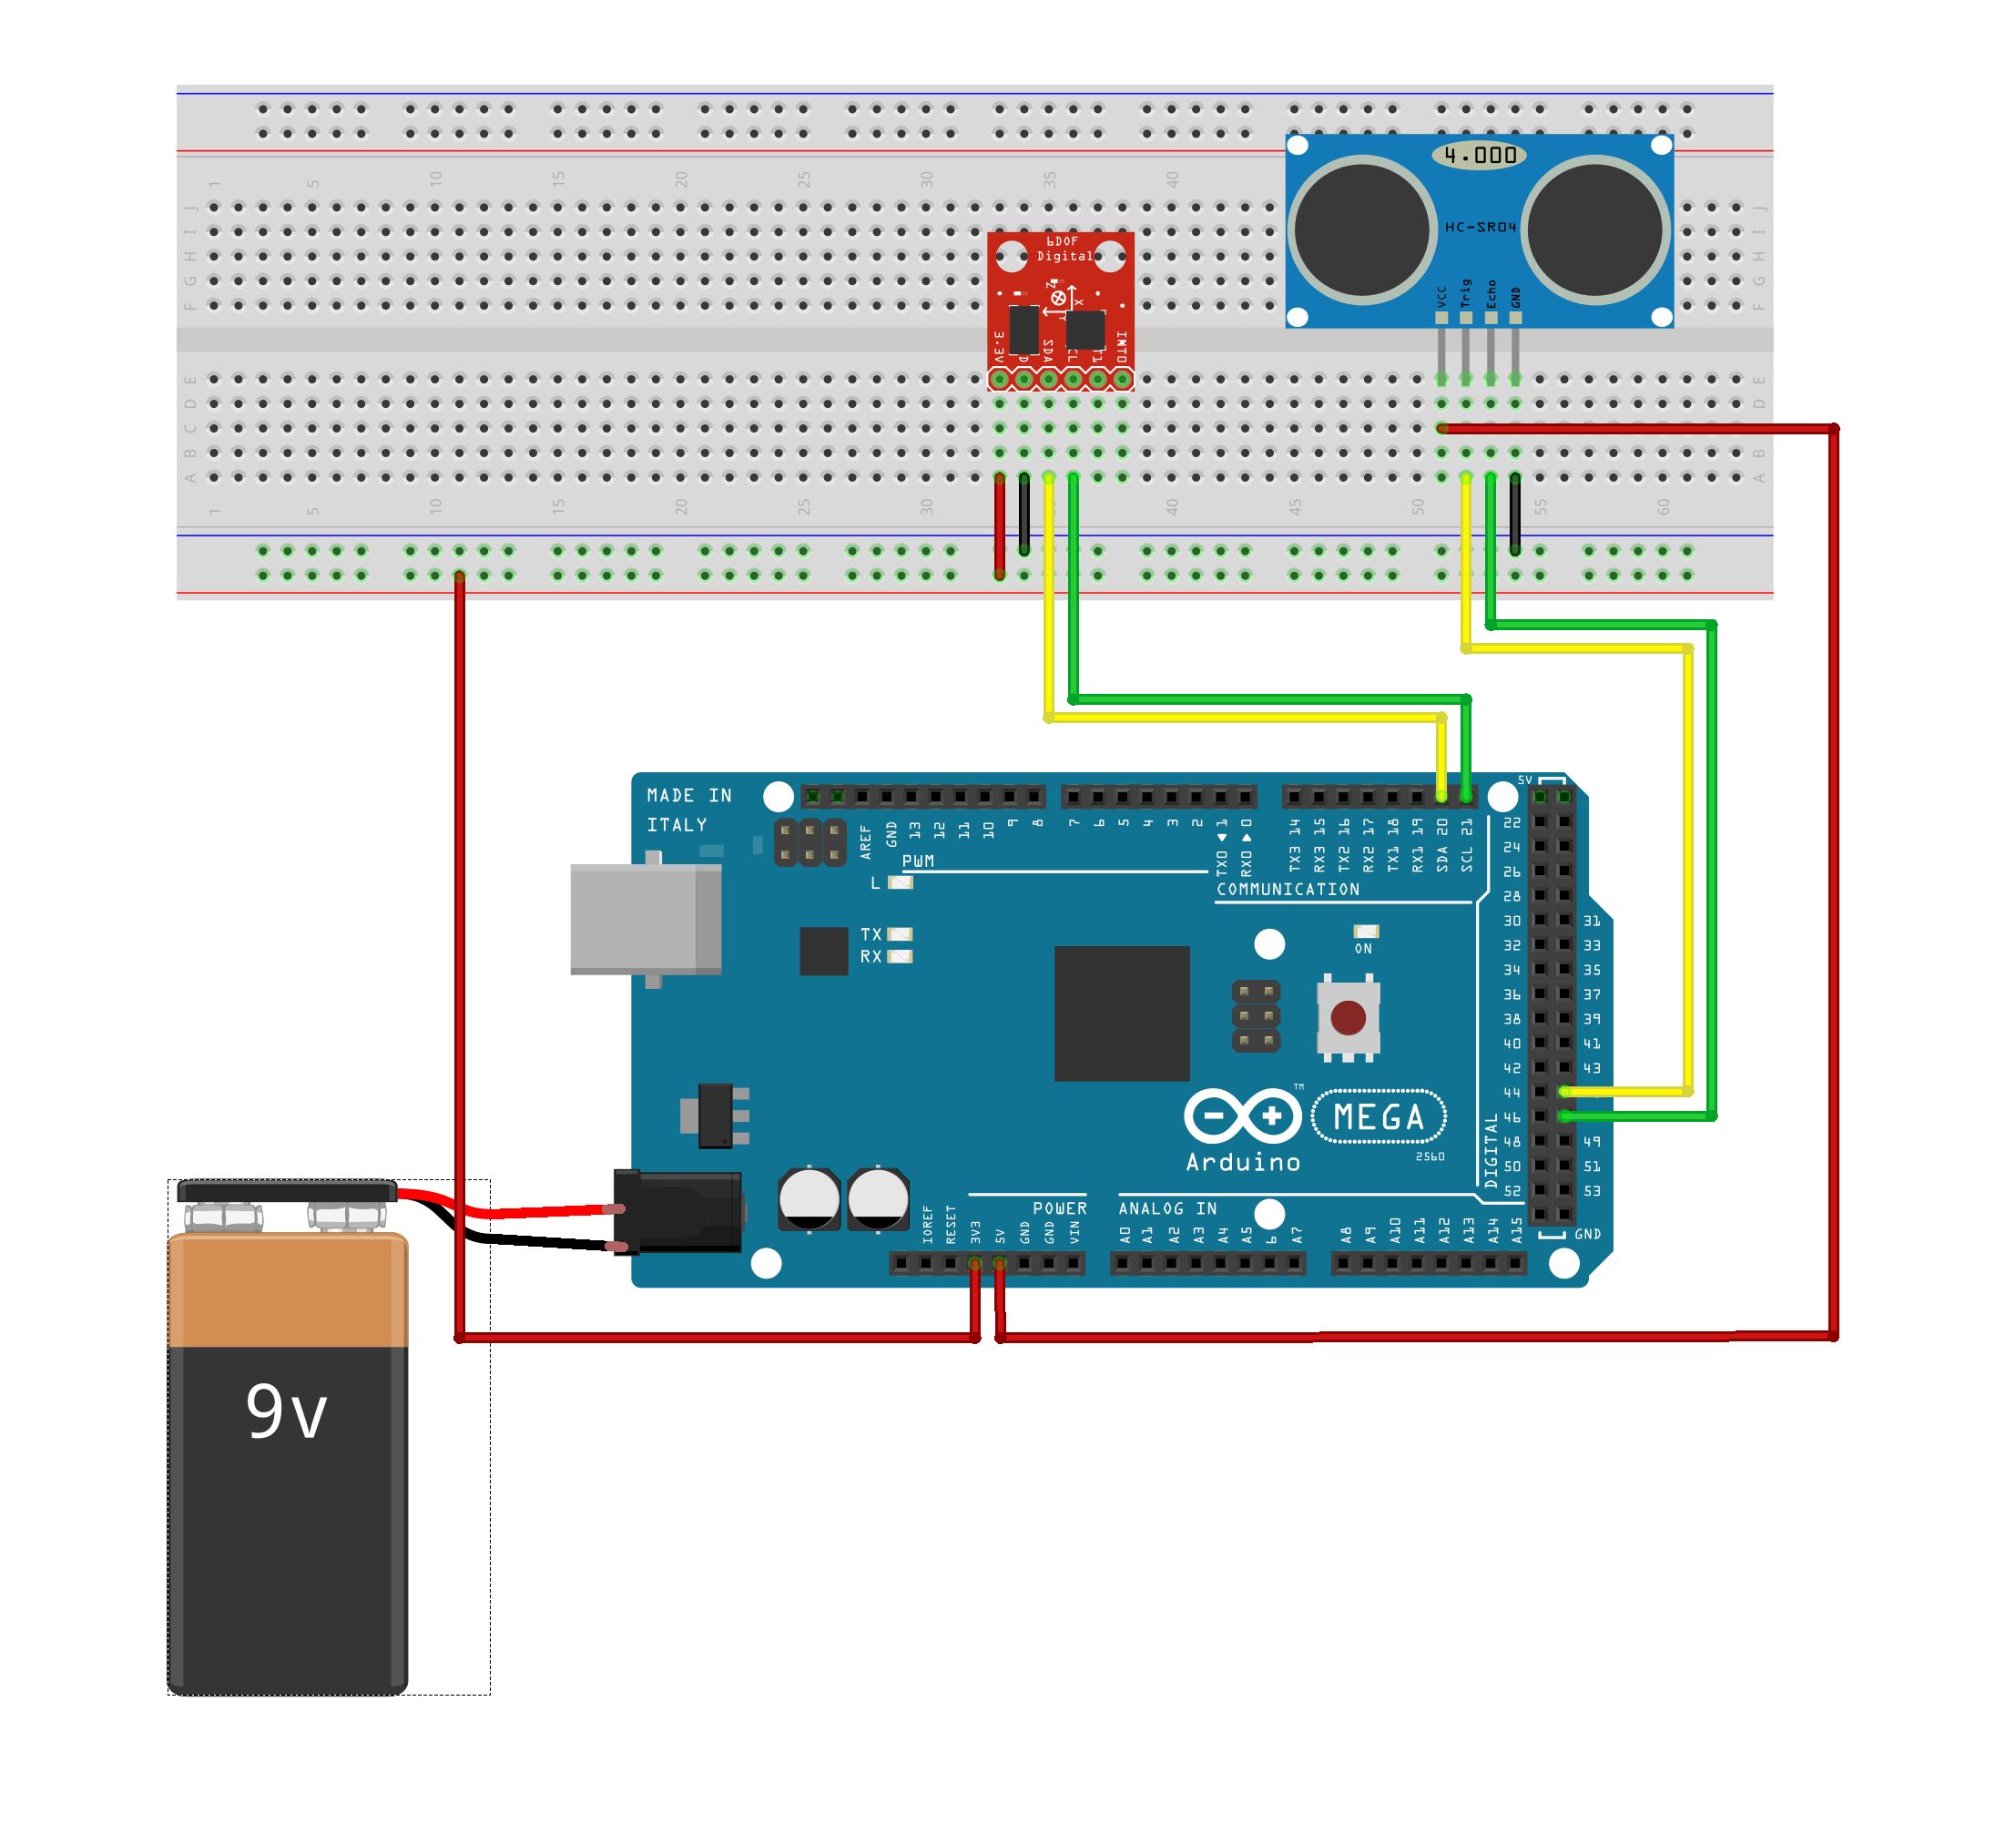 1 5 10 15 20 25 30 35 40
J J
I I
H H
G G
F F
4.000
HC-SR04
VCC Trig Echo GND
6DOF
Digital
Z X Y
3.3V SDA INT0
E E
D D
C C
B B
A A
1 5 10 15 20 25 30 40 45 50 55 60
MADE IN
ITALY
AREF GND 13 12 11 10 9 8 7 6 5 4 3 2 TX0 1 RX0 0 TX3 14 RX3 15 TX2 16 RX2 17 TX1 18 RX1 19 SDA 20 SCL 21
PWM
COMMUNICATION
L
TX
RX
ON
5V
22
24
26
28
30 31
32 33
34 35
36 37
38 39
40 41
42 43
44
46
48 49
50 51
52 53
GND
DIGITAL
MEGA
TM
Arduino
2560
POWER ANALOG IN
IOREF RESET 3V3 5V GND GND VIN A0 A1 A2 A3 A4 A5 6 A7 A8 A9 A10 A11 A12 A13 A14 A15
9v